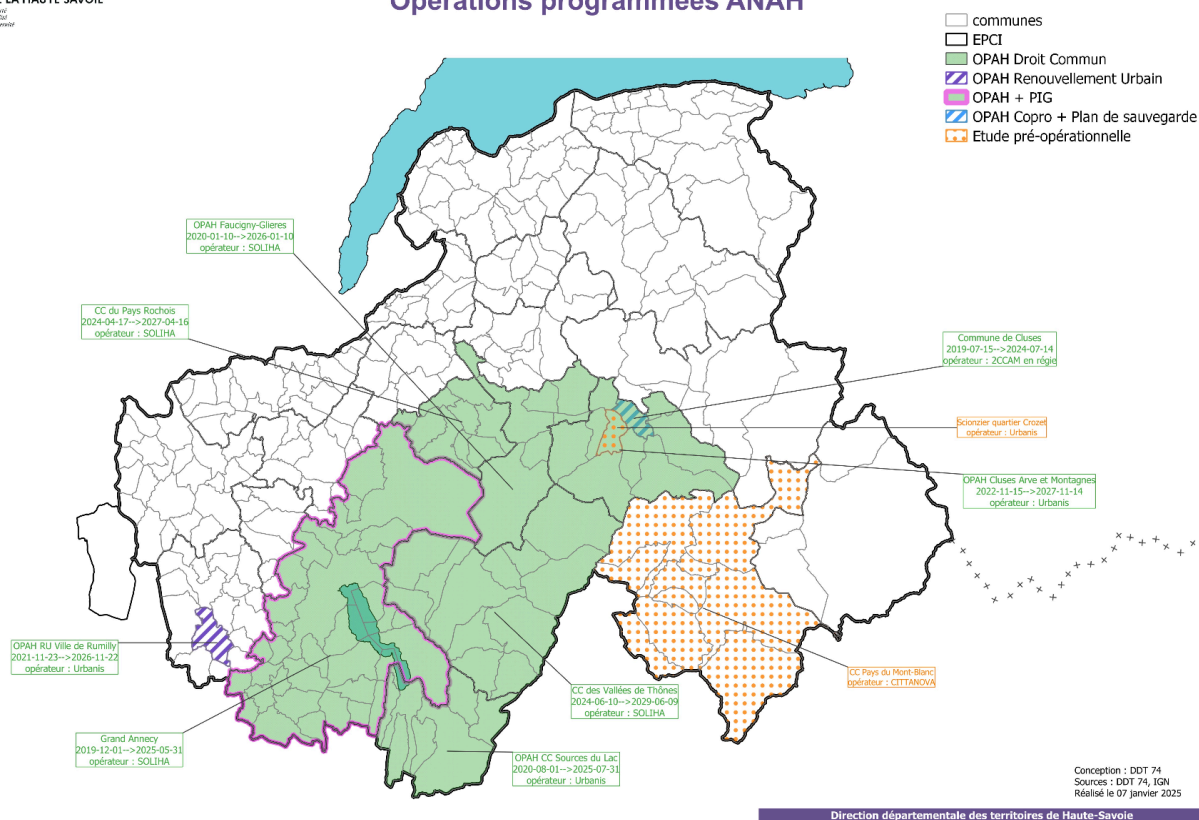 E LA HAUTE-SAVOIE
Opérations programmées ANAH
communes
EPCI
OPAH Droit Commun
OPAH Renouvellement Urbain
OPAH + PIG
OPAH Copro + Plan de sauvegarde
Etude pré-opérationnelle
OPAH Faucigny-Glieres
2020-01-10-->2026-01-10
opérateur : SOLIHA
CC du Pays Rochois
2024-04-17-->2027-04-16
opérateur : SOLIHA
Commune de Cluses
2019-07-15-->2024-07-14
opérateur : 2CCAM en régie
Scionzier quartier Crozet
opérateur : Urbanis
OPAH Cluses Arve et Montagnes
2022-11-15-->2027-11-14
opérateur : Urbanis
OPAH RU Ville de Rumilly
2021-11-23-->2026-11-22
opérateur : Urbanis
CC Pays du Mont-Blanc
opérateur : CITTANOVA
CC des Vallées de Thônes
2024-06-10-->2029-06-09
opérateur : SOLIHA
Grand Annecy
2019-12-01-->2025-05-31
opérateur : SOLIHA
OPAH CC Sources du Lac
2020-08-01-->2025-07-31
opérateur : Urbanis
Conception : DDT 74
Sources : DDT 74, IGN
Réalisé le 07 janvier 2025
Direction départementale des territoires de Haute-Savoie